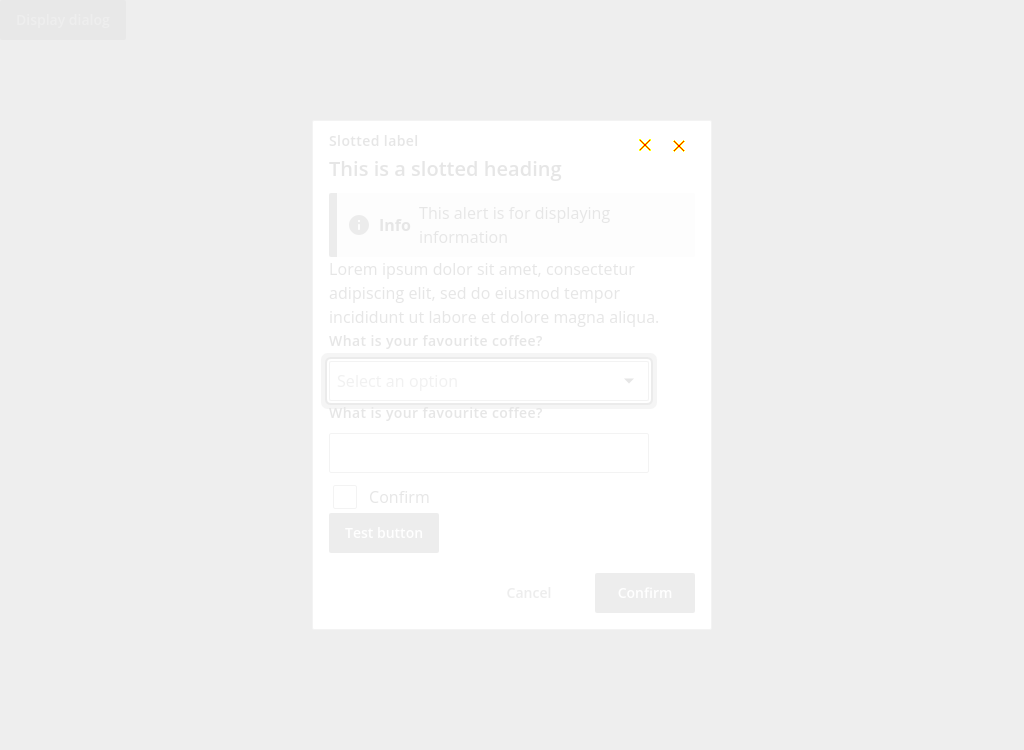 Display dialog
Slotted label
This is a slotted heading
Info
This alert is for displaying
information
Lorem ipsum dolor sit amet, consectetur
adipiscing elit, sed do eiusmod tempor
incididunt ut labore et dolore magna aliqua.
What is your favourite coffee?
Select an option
What is your favourite coffee?
Confirm
Test button
Cancel
Confirm